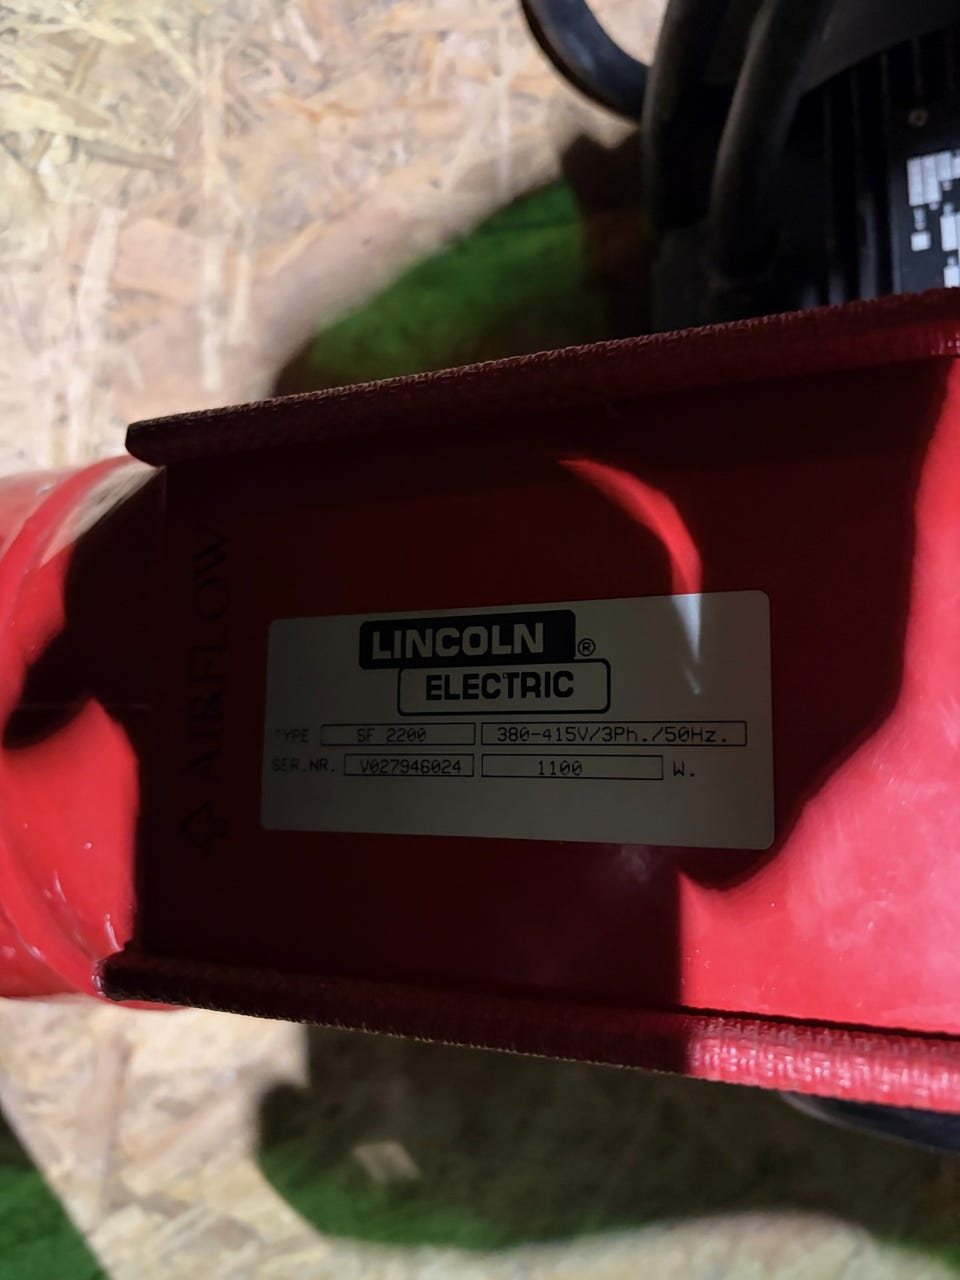 AIRFLOW
LINCOLN ®
ELECTRIC
TYPE SF 2200 380-415V/3Ph./50Hz.
SER.NR. V027946024 1100 W.